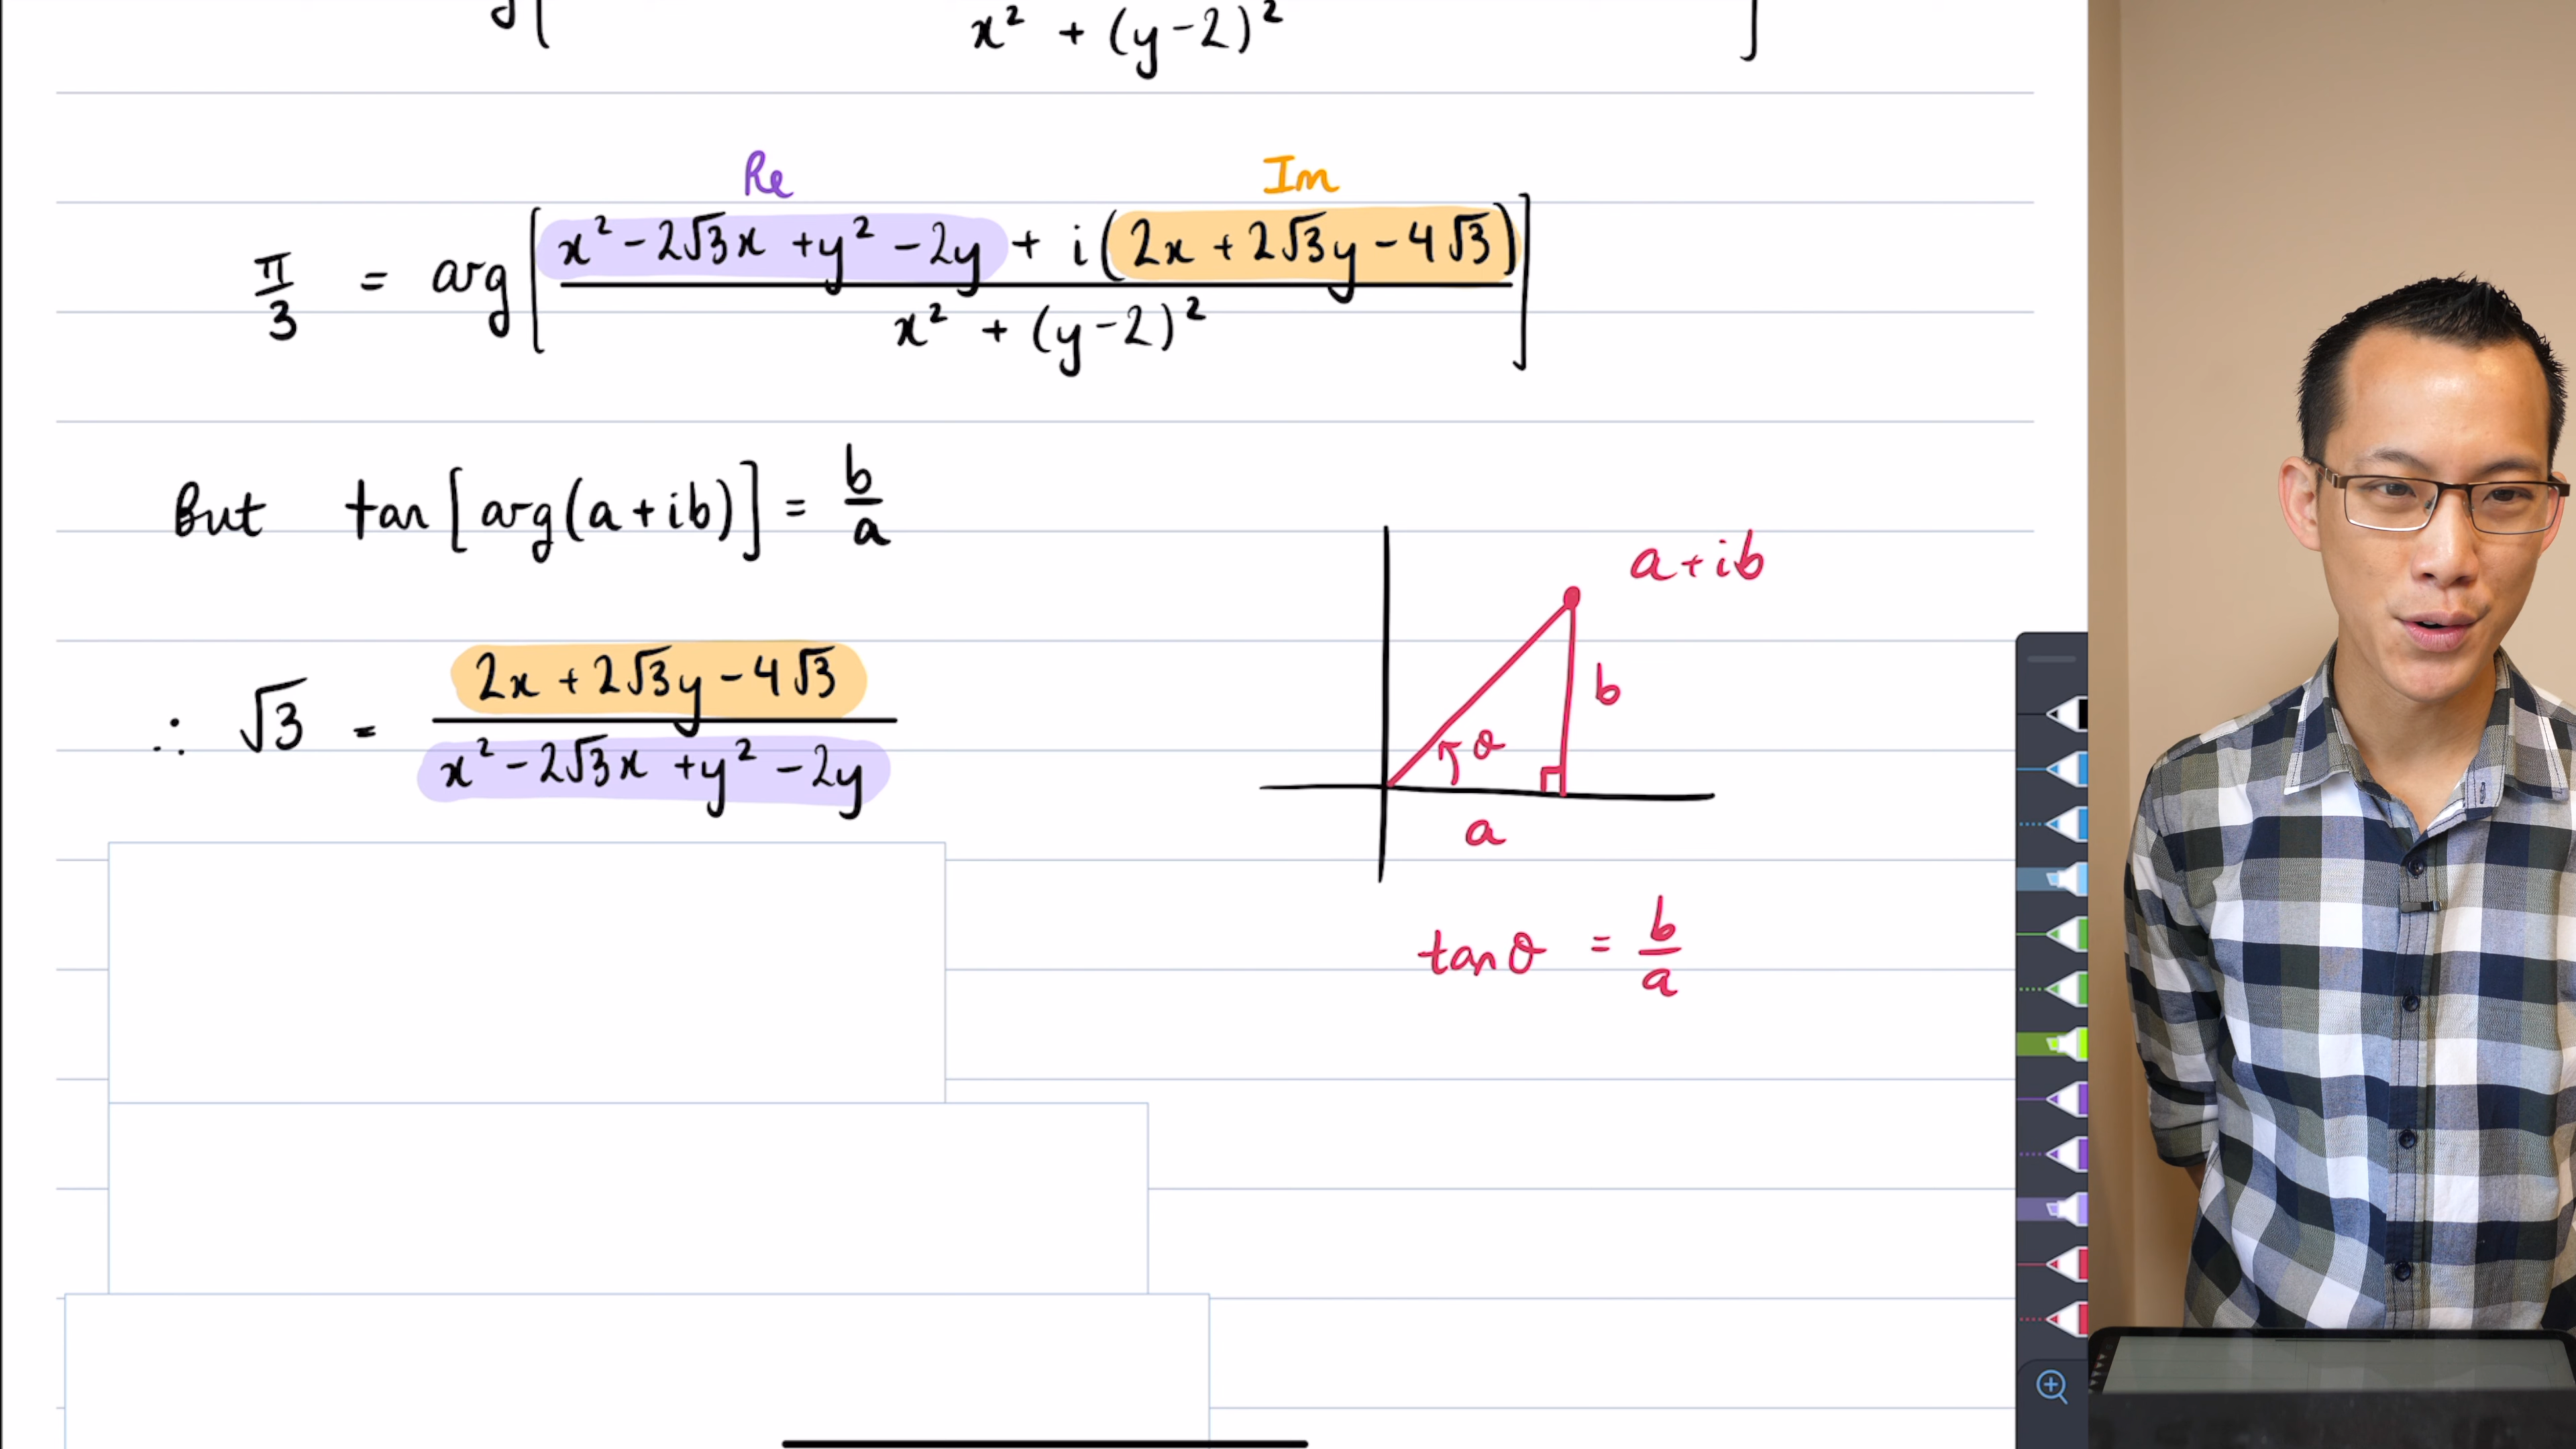 x² + (y-2)²
Re Im
π/3 = arg[(x² - 2√3x + y² - 2y + i(2x + 2√3y - 4√3))/(x² + (y-2)²)]
But tan[arg(a+ib)] = b/a
∴ √3 = (2x + 2√3y - 4√3)/(x² - 2√3x + y² - 2y)
a+ib
b
θ
a
tanθ = b/a